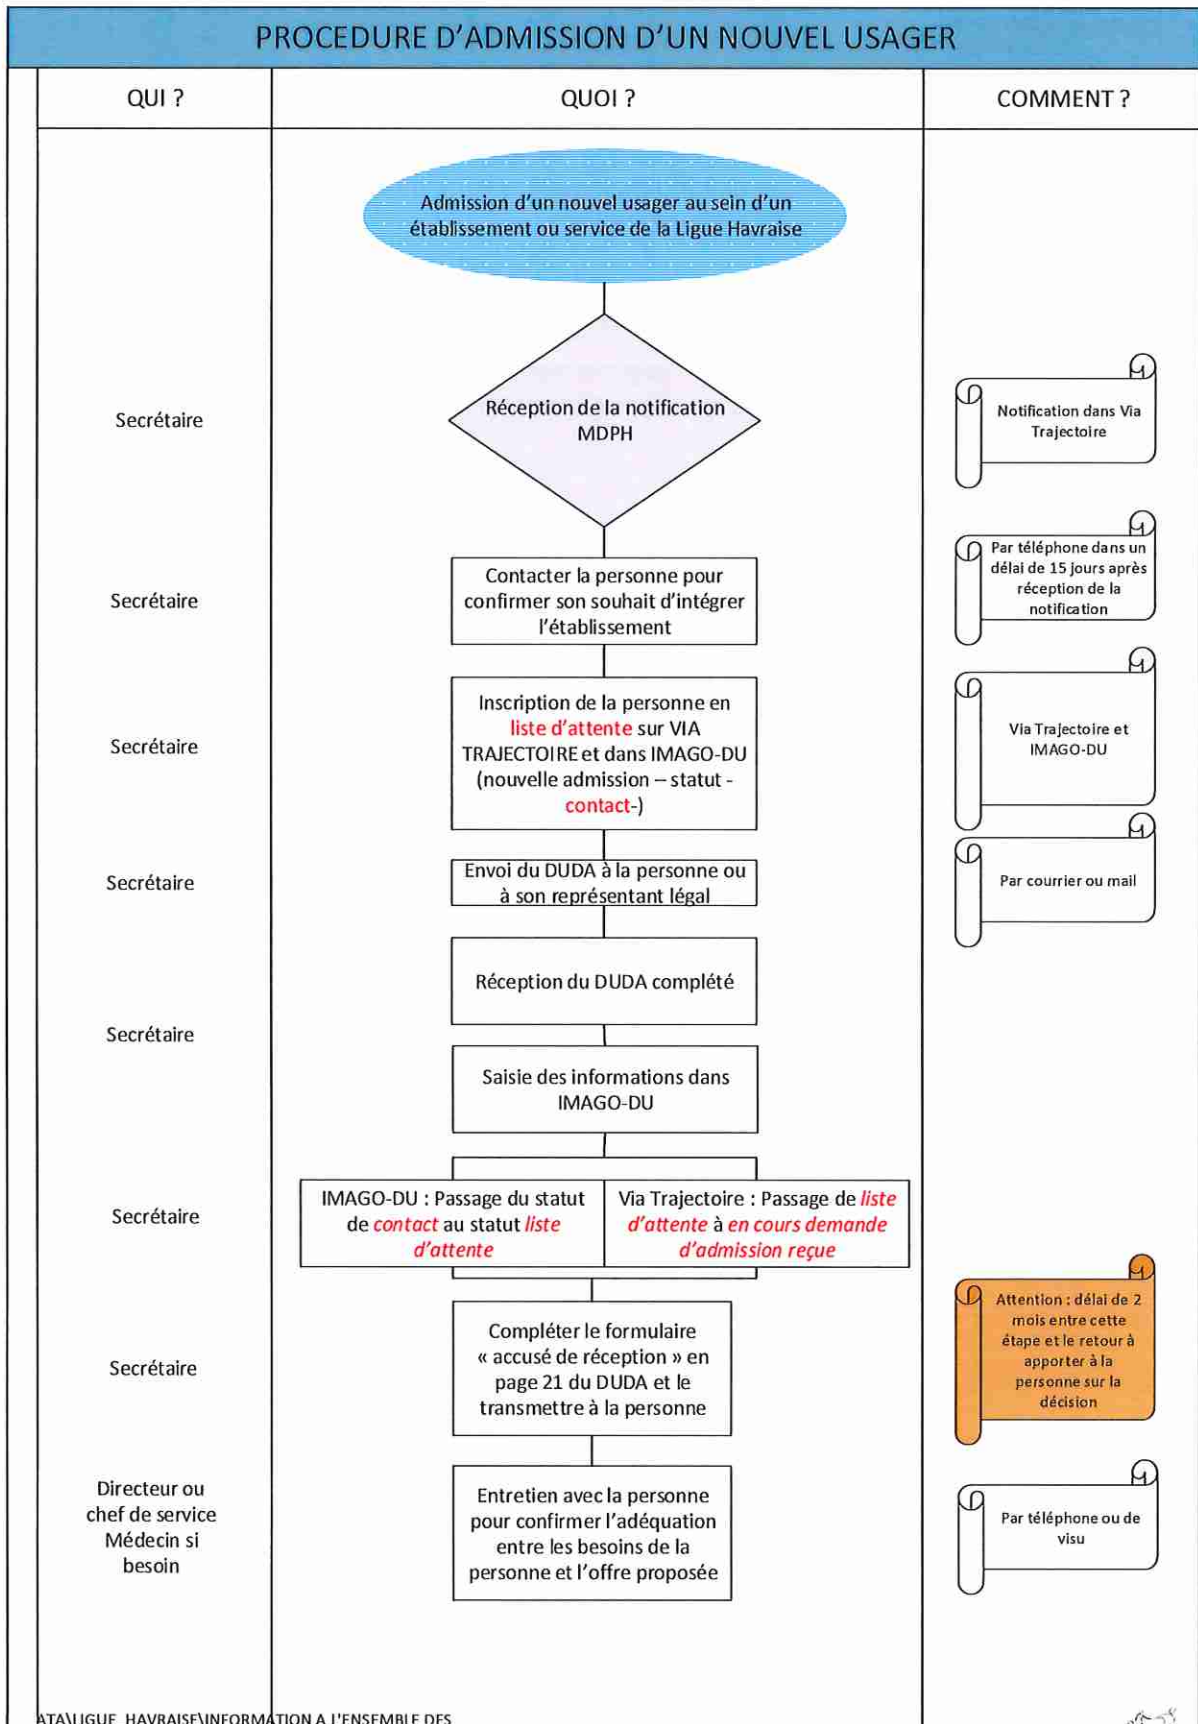 PROCEDURE D'ADMISSION D'UN NOUVEL USAGER
QUI ?
QUOI ?
COMMENT ?
Admission d'un nouvel usager au sein d'un
établissement ou service de la Ligue Havraise
Secrétaire
Réception de la notification
MDPH
Notification dans Via
Trajectoire
Secrétaire
Contacter la personne pour
confirmer son souhait d'intégrer
l'établissement
Par téléphone dans un
délai de 15 jours après
réception de la
notification
Secrétaire
Inscription de la personne en
liste d'attente sur VIA
TRAJECTOIRE et dans IMAGO-DU
(nouvelle admission – statut -
contact-)
Via Trajectoire et
IMAGO-DU
Secrétaire
Envoi du DUDA à la personne ou
à son représentant légal
Par courrier ou mail
Réception du DUDA complété
Secrétaire
Saisie des informations dans
IMAGO-DU
Secrétaire
IMAGO-DU : Passage du statut
de contact au statut liste
d'attente
Via Trajectoire : Passage de liste
d'attente à en cours demande
d'admission reçue
Secrétaire
Compléter le formulaire
« accusé de réception » en
page 21 du DUDA et le
transmettre à la personne
Attention : délai de 2
mois entre cette
étape et le retour à
apporter à la
personne sur la
décision
Directeur ou
chef de service
Médecin si
besoin
Entretien avec la personne
pour confirmer l'adéquation
entre les besoins de la
personne et l'offre proposée
Par téléphone ou de
visu
ATA\LIGUE HAVRAISE\INFORMATION A L'ENSEMBLE DES